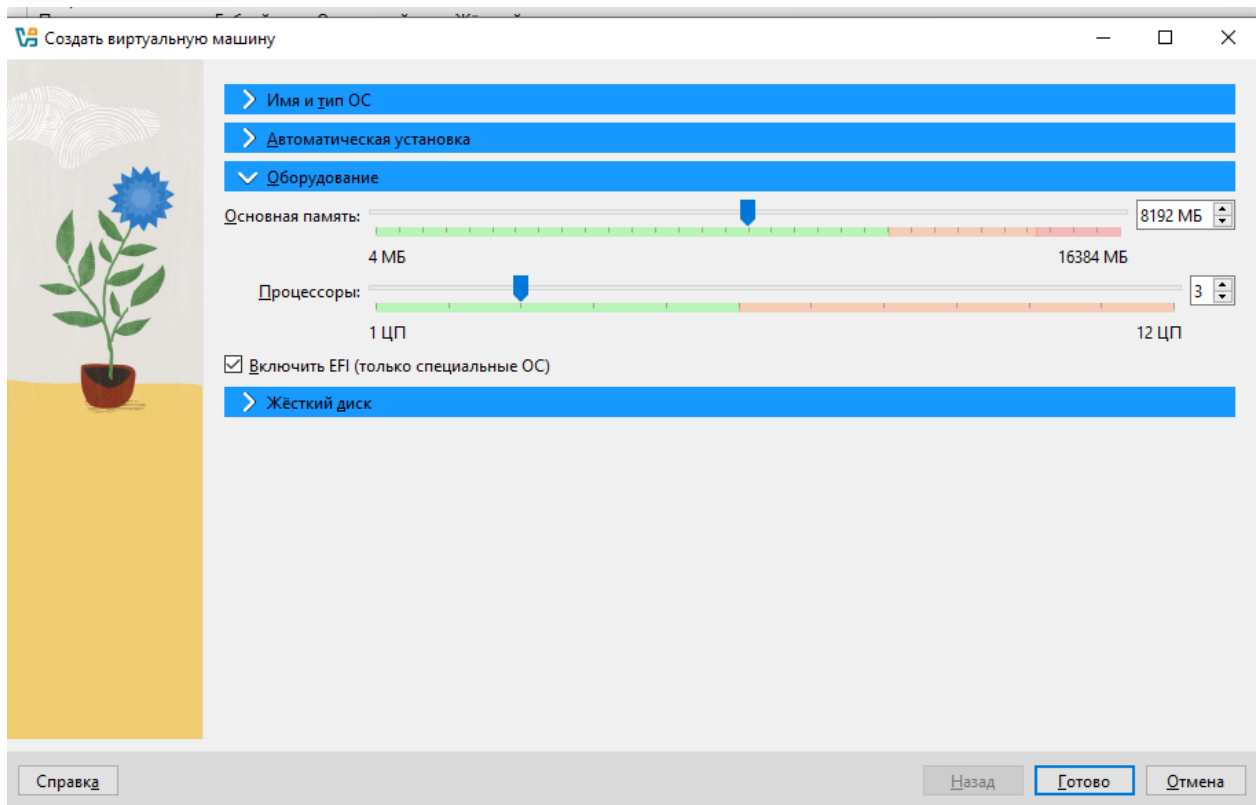 Создать виртуальную машину
Имя и тип ОС
Автоматическая установка
Оборудование
Основная память: 8192 МБ
4 МБ 16384 МБ
Процессоры: 3
1 ЦП 12 ЦП
Включить EFI (только специальные ОС)
Жёсткий диск
Справка Назад Готово Отмена